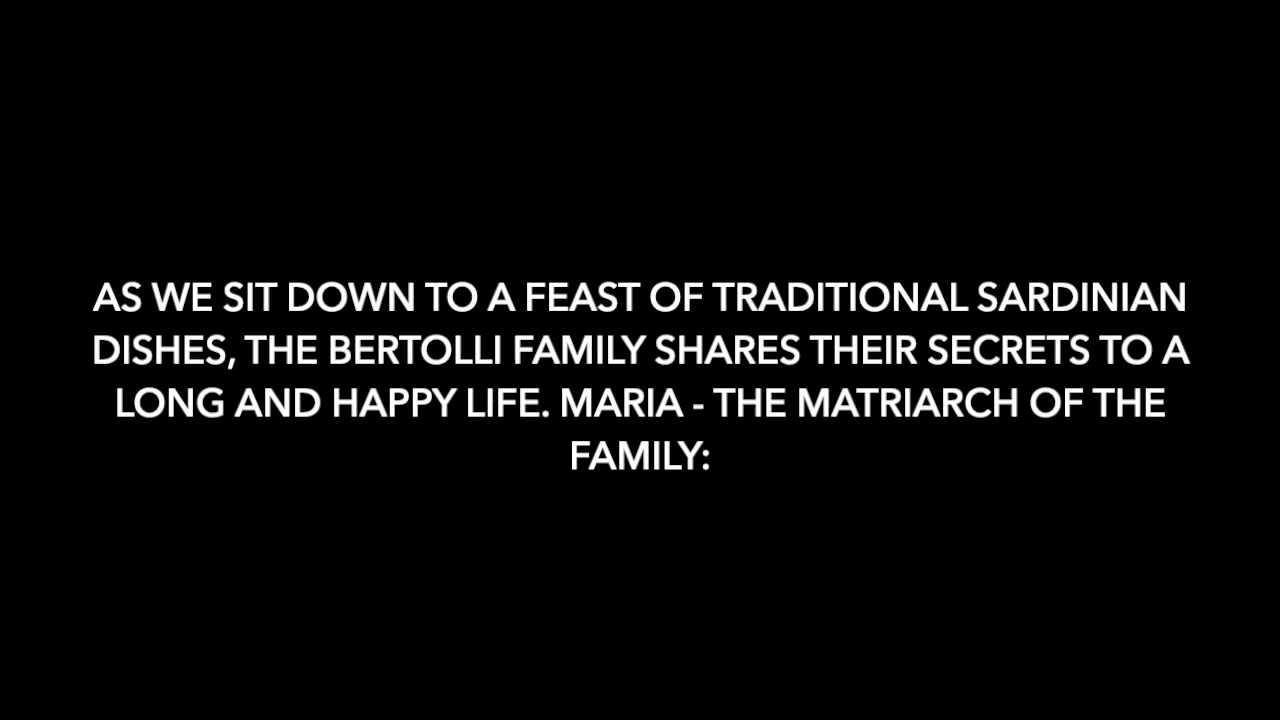 AS WE SIT DOWN TO A FEAST OF TRADITIONAL SARDINIAN
DISHES, THE BERTOLLI FAMILY SHARES THEIR SECRETS TO A
LONG AND HAPPY LIFE. MARIA - THE MATRIARCH OF THE
FAMILY: